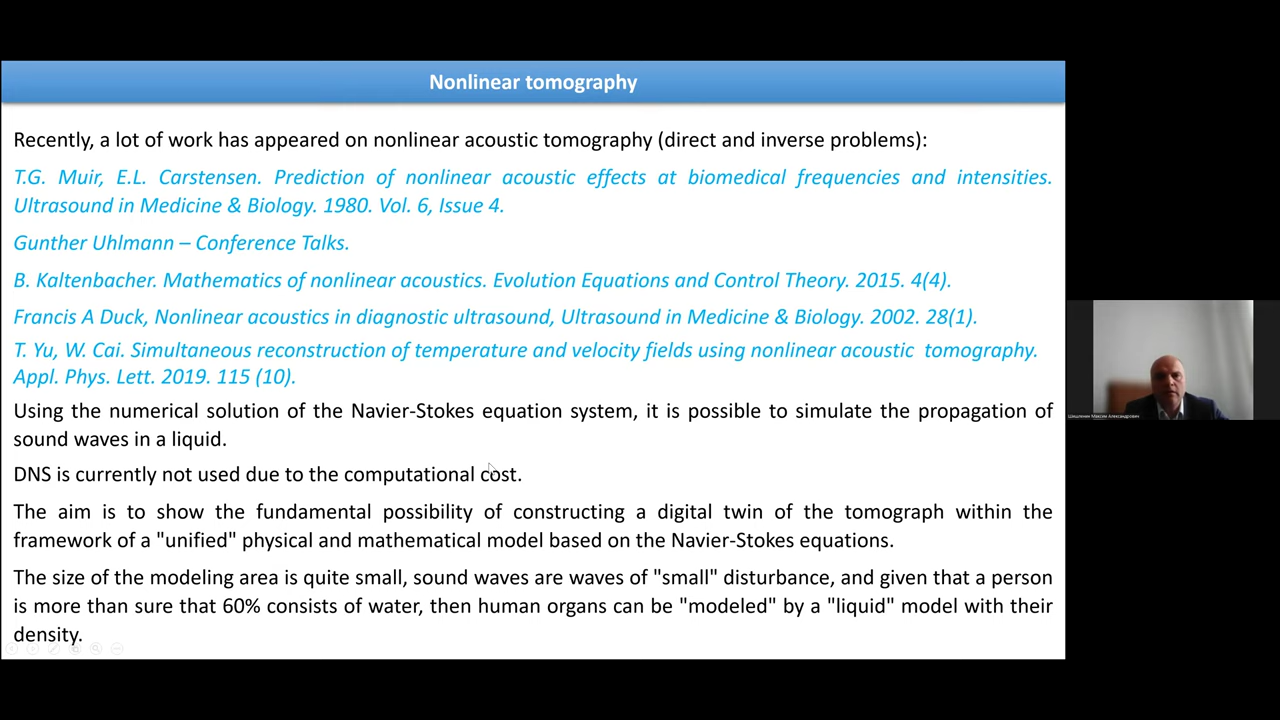 Nonlinear tomography
Recently, a lot of work has appeared on nonlinear acoustic tomography (direct and inverse problems):
T.G. Muir, E.L. Carstensen. Prediction of nonlinear acoustic effects at biomedical frequencies and intensities.
Ultrasound in Medicine & Biology. 1980. Vol. 6, Issue 4.
Gunther Uhlmann – Conference Talks.
B. Kaltenbacher. Mathematics of nonlinear acoustics. Evolution Equations and Control Theory. 2015. 4(4).
Francis A Duck, Nonlinear acoustics in diagnostic ultrasound, Ultrasound in Medicine & Biology. 2002. 28(1).
T. Yu, W. Cai. Simultaneous reconstruction of temperature and velocity fields using nonlinear acoustic tomography.
Appl. Phys. Lett. 2019. 115 (10).
Using the numerical solution of the Navier-Stokes equation system, it is possible to simulate the propagation of
sound waves in a liquid.
DNS is currently not used due to the computational cost.
The aim is to show the fundamental possibility of constructing a digital twin of the tomograph within the
framework of a "unified" physical and mathematical model based on the Navier-Stokes equations.
The size of the modeling area is quite small, sound waves are waves of "small" disturbance, and given that a person
is more than sure that 60% consists of water, then human organs can be "modeled" by a "liquid" model with their
density.
Шишленин Максим Александрович